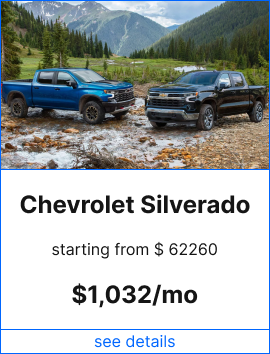 Chevrolet Silverado
starting from $ 62260
$1,032/mo
see details